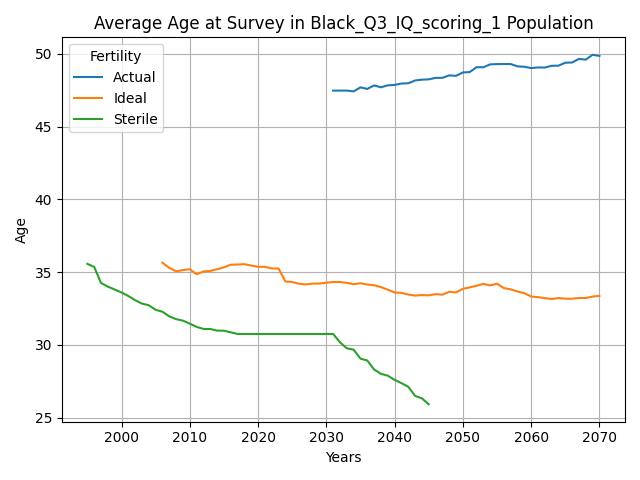 Average Age at Survey in Black_Q3_IQ_scoring_1 Population
Fertility
Actual
Ideal
Sterile
Age
50
45
40
35
30
25
2000 2010 2020 2030 2040 2050 2060 2070
Years